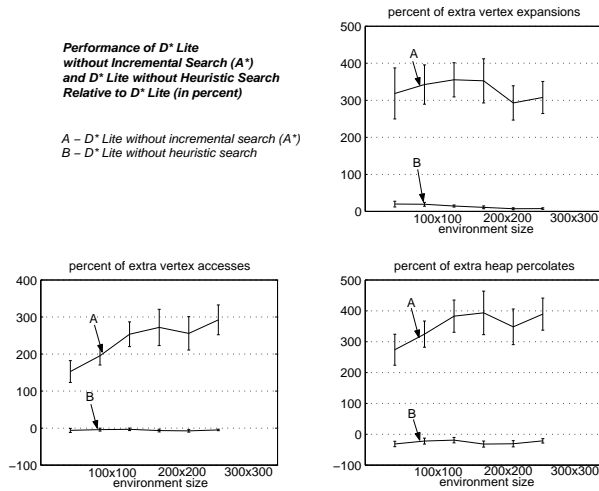 Performance of D* Lite
without Incremental Search (A*)
and D* Lite without Heuristic Search
Relative to D* Lite (in percent)
A – D* Lite without incremental search (A*)
B – D* Lite without heuristic search
percent of extra vertex expansions
500
400
300
200
100
0
A
B
100x100 200x200 300x300
environment size
percent of extra vertex accesses
400
300
200
100
0
−100
A
B
100x100 200x200 300x300
environment size
percent of extra heap percolates
500
400
300
200
100
0
−100
A
B
100x100 200x200 300x300
environment size